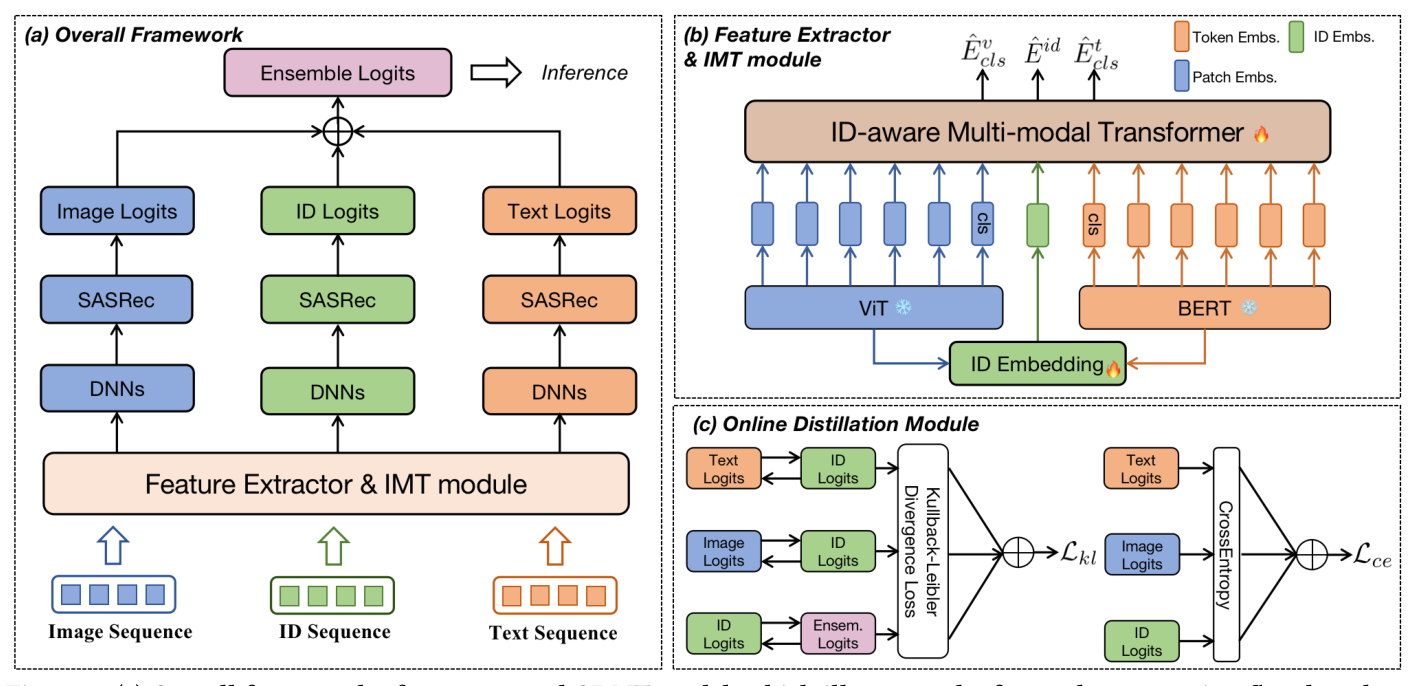 (a) Overall Framework
Ensemble Logits
Inference
Image Logits
ID Logits
Text Logits
SASRec
SASRec
SASRec
DNNs
DNNs
DNNs
Feature Extractor & IMT module
Image Sequence
ID Sequence
Text Sequence
(b) Feature Extractor
& IMT module
Ê^v_cls
Ê^id
Ê^t_cls
Token Embs.
ID Embs.
Patch Embs.
ID-aware Multi-modal Transformer
cls
cls
ViT
BERT
ID Embedding
(c) Online Distillation Module
Text
Logits
ID
Logits
Image
Logits
ID
Logits
ID
Logits
Ensem.
Logits
Kullback-Leibler
Divergence Loss
ℒ_kl
Text
Logits
Image
Logits
ID
Logits
CrossEntropy
ℒ_ce